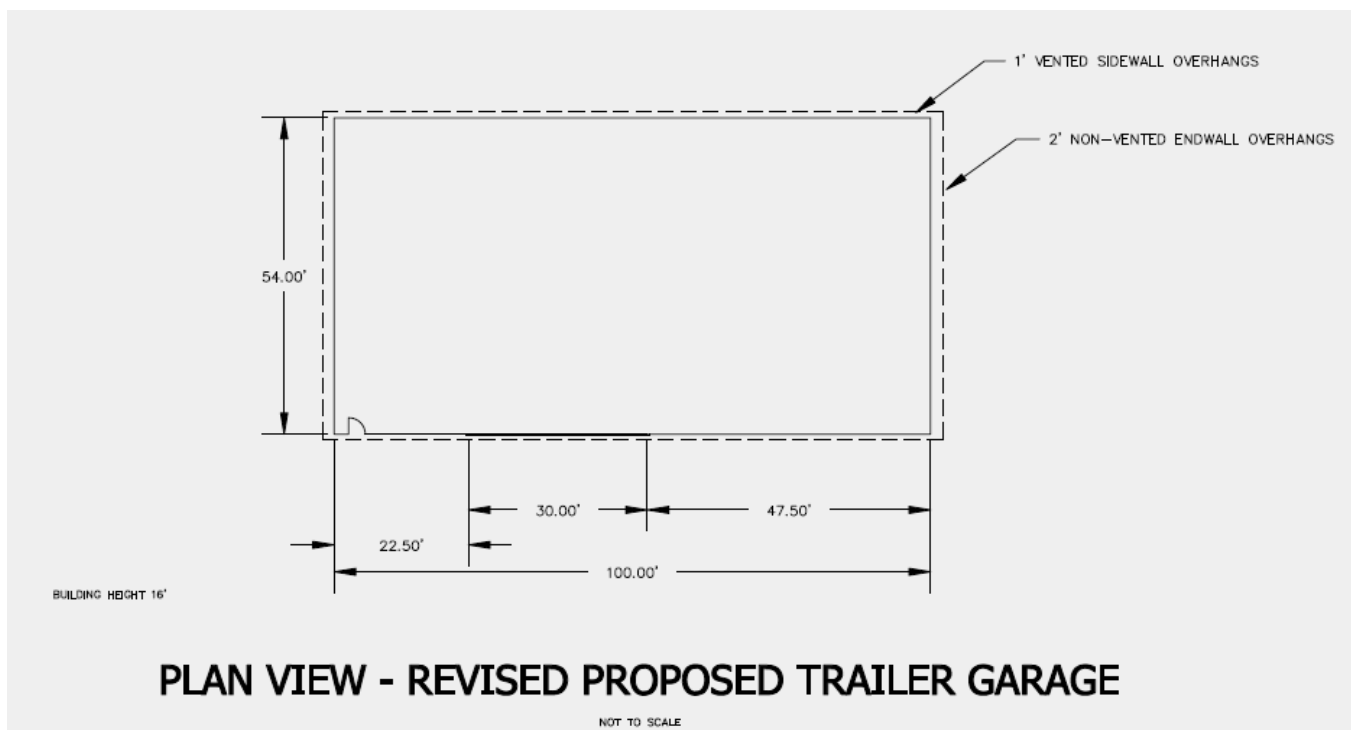 1' VENTED SIDEWALL OVERHANGS
2' NON-VENTED ENDWALL OVERHANGS
54.00'
30.00'
47.50'
22.50'
100.00'
BUILDING HEIGHT 16'
PLAN VIEW - REVISED PROPOSED TRAILER GARAGE
NOT TO SCALE